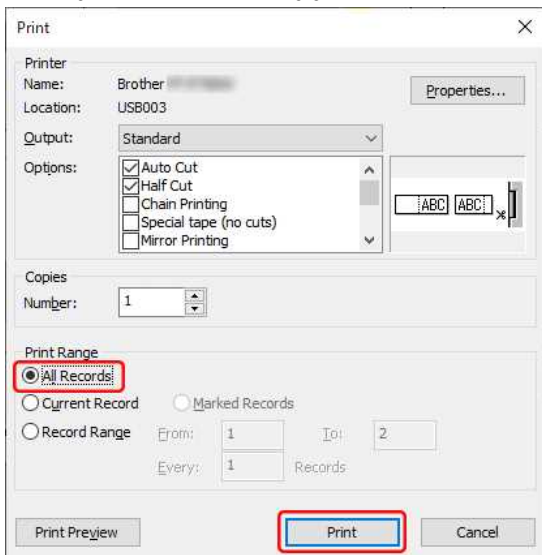 Print
Printer
Name: Brother
Properties...
Location: USB003
Output: Standard
Options: Auto Cut
Half Cut
Chain Printing
Special tape (no cuts)
Mirror Printing
ABC ABC
Copies
Number: 1
Print Range
All Records
Current Record Marked Records
Record Range From: 1 To: 2
Every: 1 Records
Print Preview Print Cancel